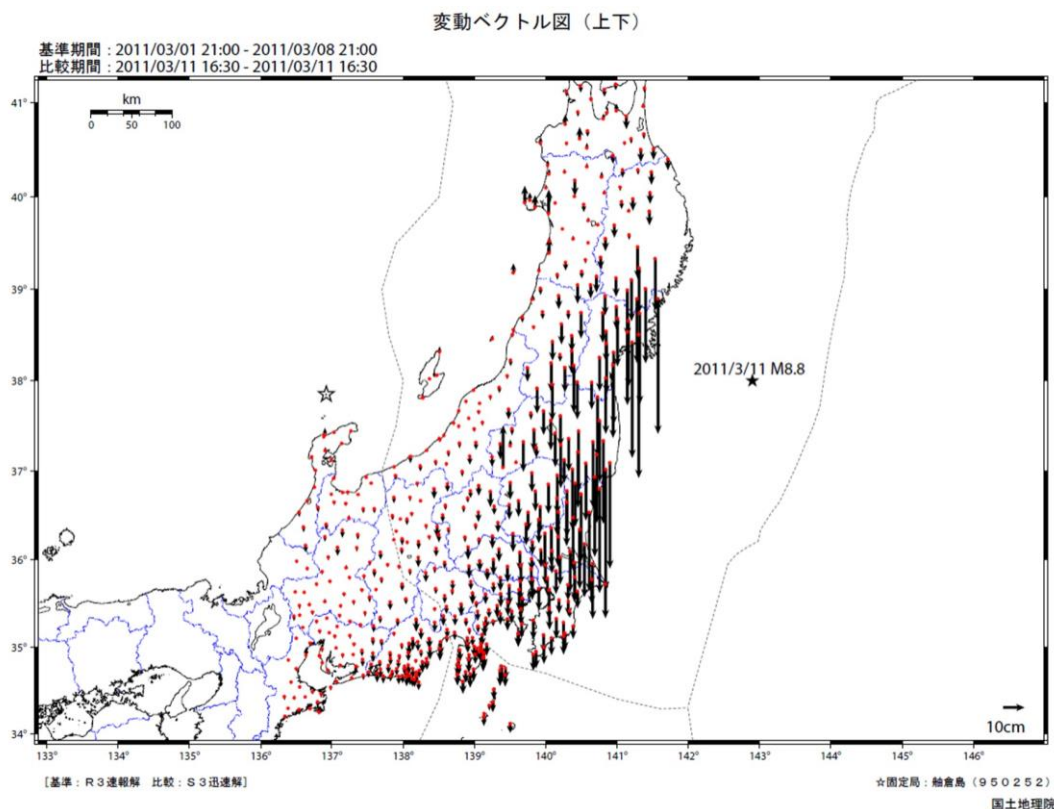 変動ベクトル図（上下）
基準期間：2011/03/01 21:00 - 2011/03/08 21:00
比較期間：2011/03/11 16:30 - 2011/03/11 16:30
km
0 50 100
41°
40°
39°
38°
37°
36°
35°
34°
2011/3/11 M8.8
10cm
133° 134° 135° 136° 137° 138° 139° 140° 141° 142° 143° 144° 145° 146°
［基準：Ｒ３速報解 比較：Ｓ３迅速解］
☆固定局：舳倉島（９５０２５２）
国土地理院